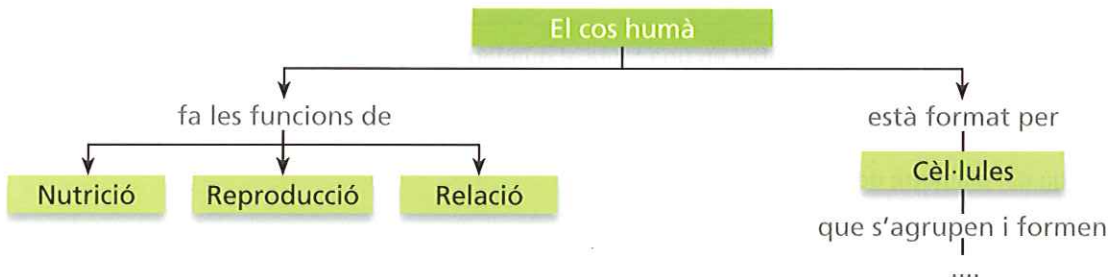 El cos humà
fa les funcions de
està format per
Nutrició
Reproducció
Relació
Cèl·lules
que s'agrupen i formen
....